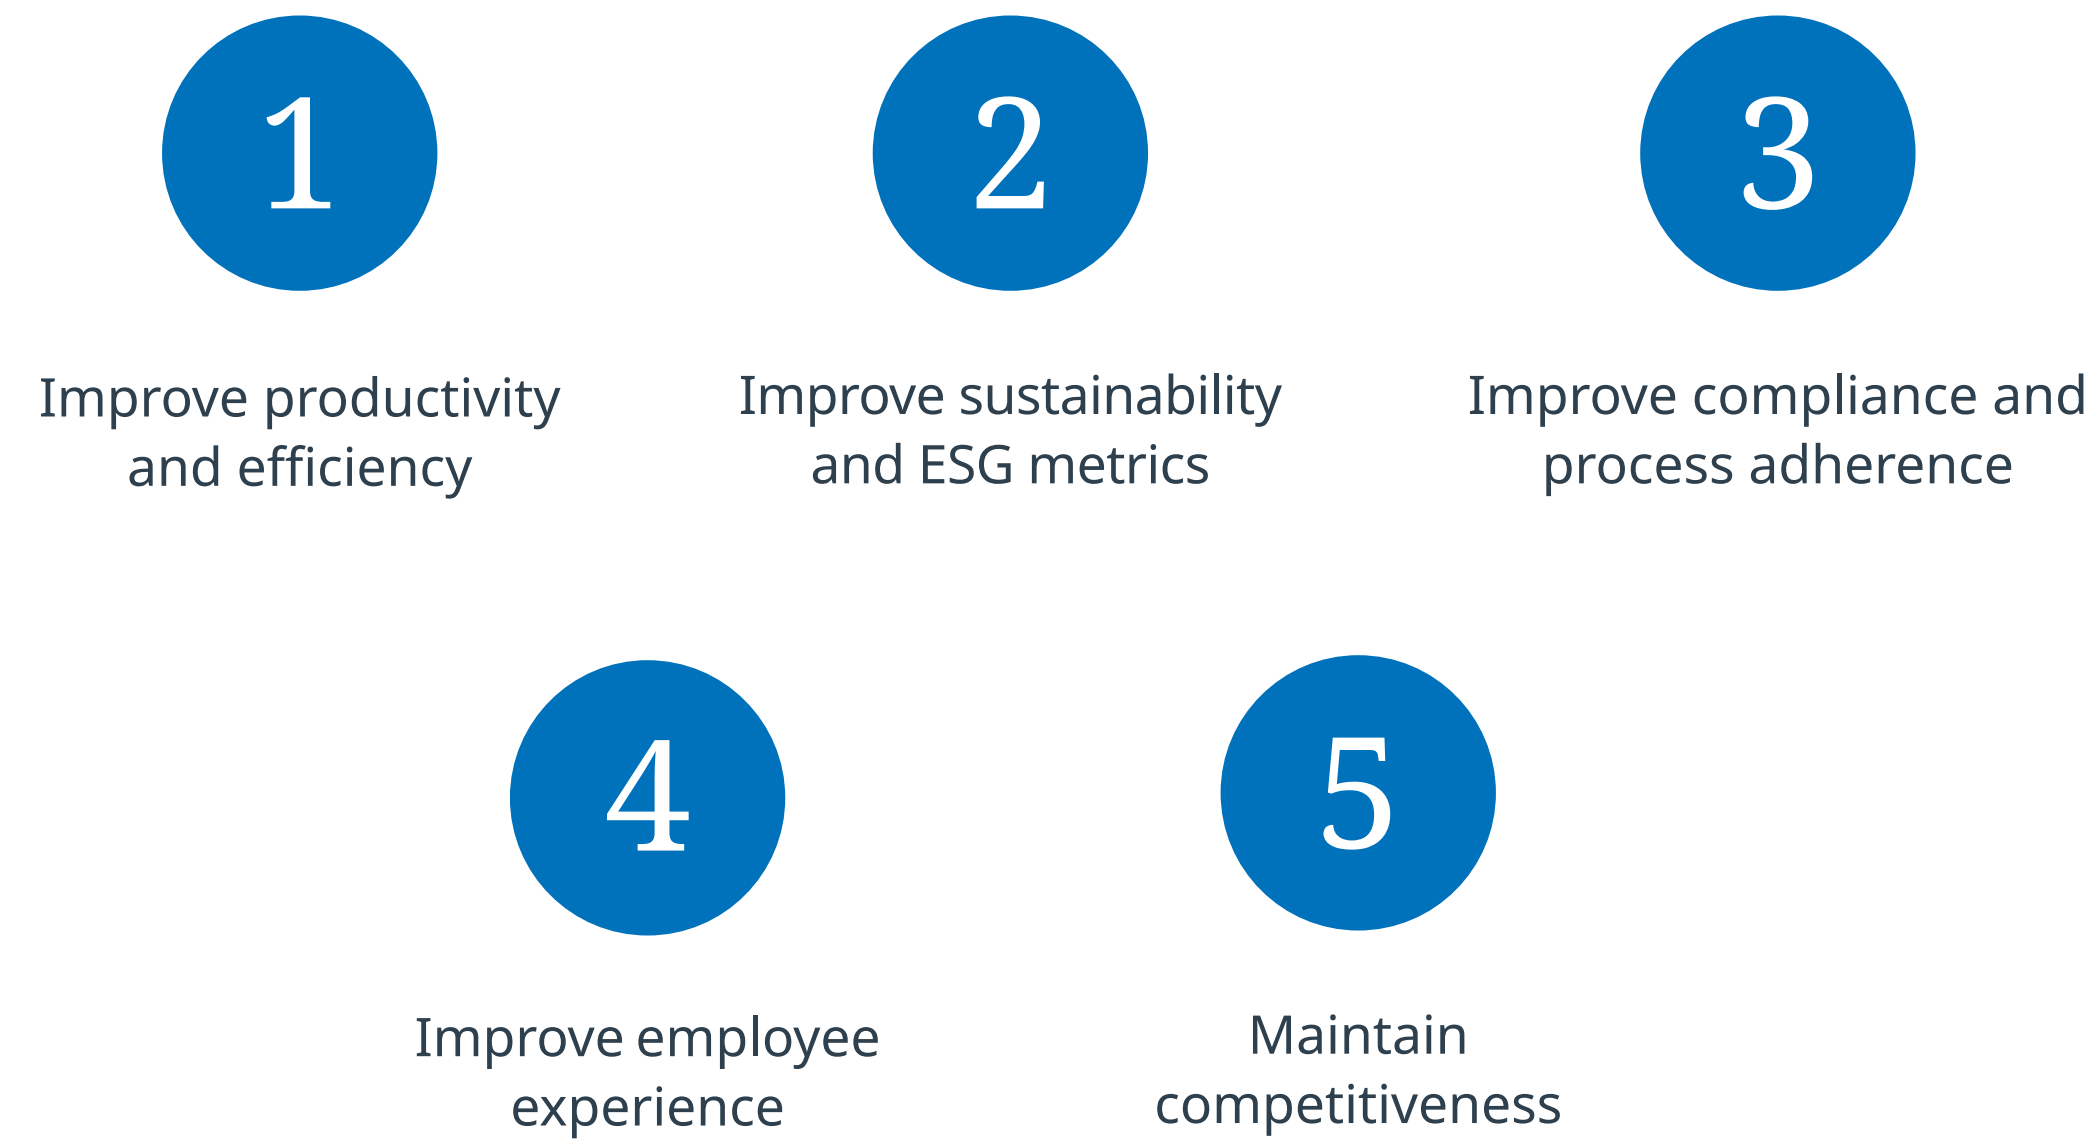 1
Improve productivity
and efficiency
2
Improve sustainability
and ESG metrics
3
Improve compliance and
process adherence
4
Improve employee
experience
5
Maintain
competitiveness